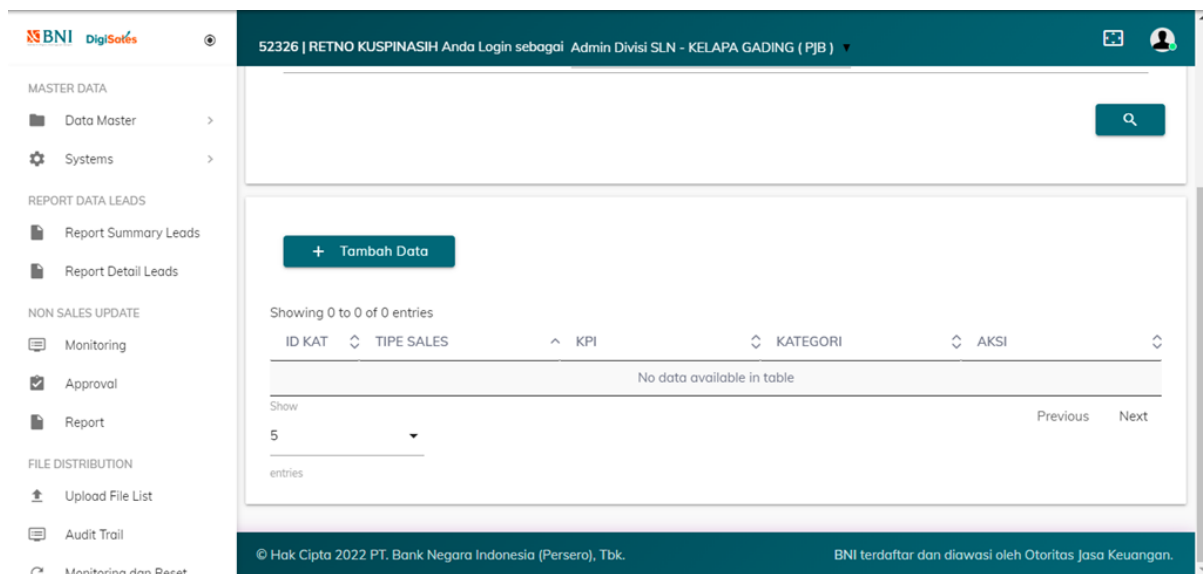 BNI DigiSales
52326 | RETNO KUSPINASIH Anda Login sebagai Admin Divisi SLN - KELAPA GADING ( PJB )
MASTER DATA
Data Master
Systems
REPORT DATA LEADS
Report Summary Leads
Report Detail Leads
NON SALES UPDATE
Monitoring
Approval
Report
FILE DISTRIBUTION
Upload File List
Audit Trail
Monitoring dan Reset
+ Tambah Data
Showing 0 to 0 of 0 entries
ID KAT TIPE SALES KPI KATEGORI AKSI
No data available in table
Show
5
entries
Previous Next
© Hak Cipta 2022 PT. Bank Negara Indonesia (Persero), Tbk.
BNI terdaftar dan diawasi oleh Otoritas Jasa Keuangan.